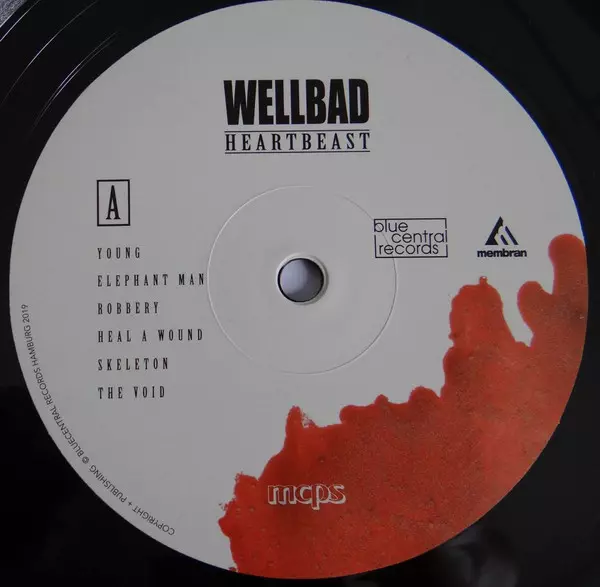 WELLBAD
HEARTBEAST
A
YOUNG
ELEPHANT MAN
ROBBERY
HEAL A WOUND
SKELETON
THE VOID
blue
central
records
membran
mcps
COPYRIGHT + PUBLISHING © BLUECENTRAL RECORDS HAMBURG 2019